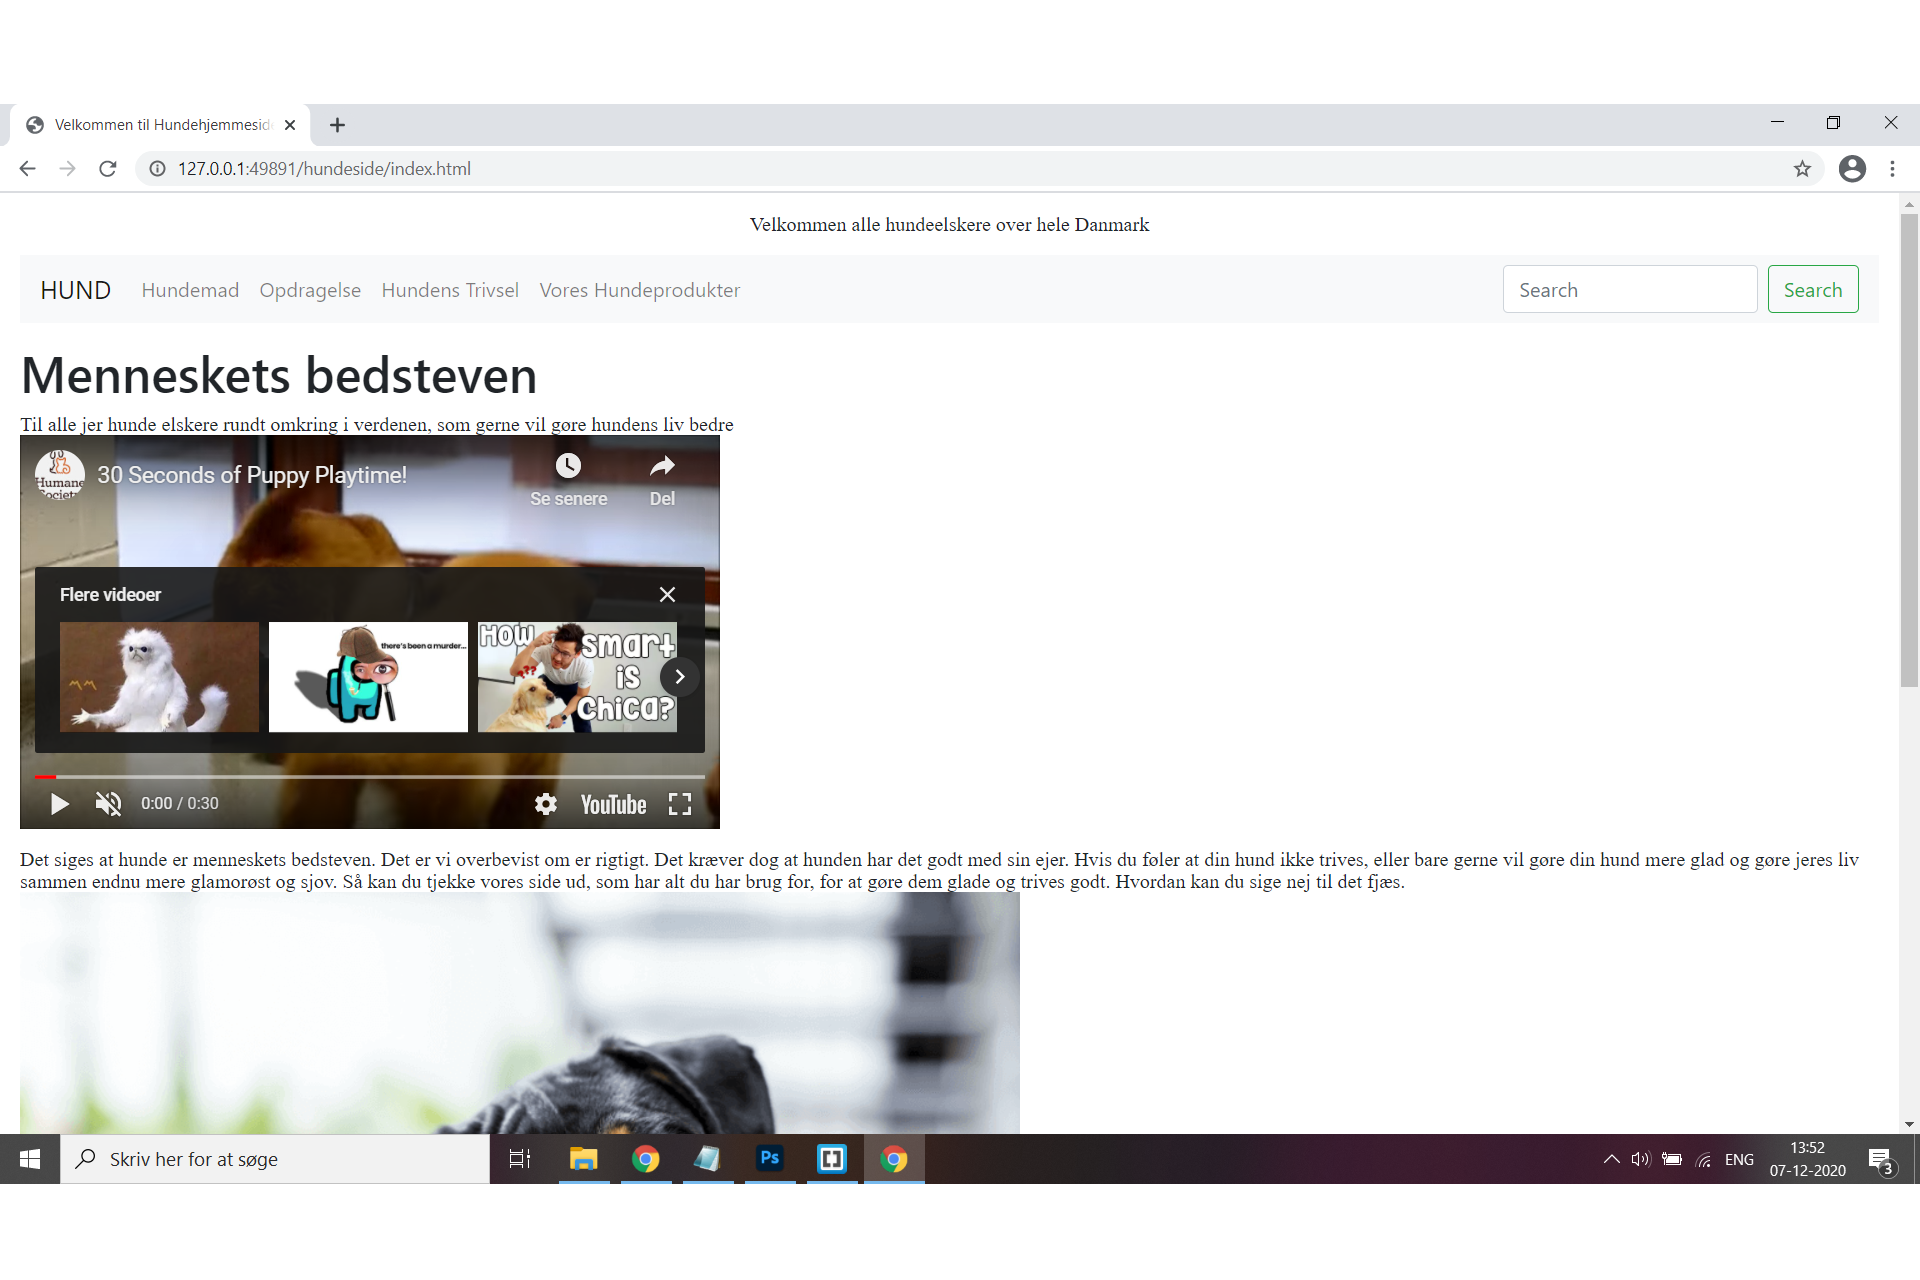 Velkommen til Hundehjemmesid
127.0.0.1:49891/hundeside/index.html
Velkommen alle hundeelskere over hele Danmark
HUND Hundemad Opdragelse Hundens Trivsel Vores Hundeprodukter Search Search
Menneskets bedsteven
Til alle jer hunde elskere rundt omkring i verdenen, som gerne vil gøre hundens liv bedre
Humane
Society
30 Seconds of Puppy Playtime!
Se senere Del
Flere videoer
there's been a murder...
HOW
smart
is
chica?
??
0:00 / 0:30
YouTube
Det siges at hunde er menneskets bedsteven. Det er vi overbevist om er rigtigt. Det kræver dog at hunden har det godt med sin ejer. Hvis du føler at din hund ikke trives, eller bare gerne vil gøre din hund mere glad og gøre jeres liv
sammen endnu mere glamorøst og sjov. Så kan du tjekke vores side ud, som har alt du har brug for, for at gøre dem glade og trives godt. Hvordan kan du sige nej til det fjæs.
Skriv her for at søge
Ps
ENG
13:52
07-12-2020
3